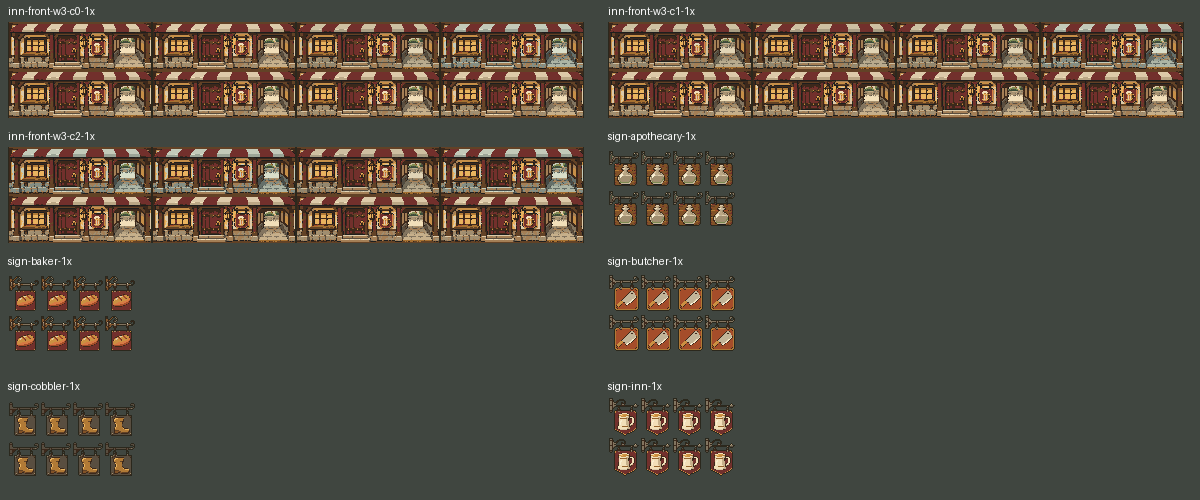 inn-front-w3-c0-1x
inn-front-w3-c1-1x
inn-front-w3-c2-1x
sign-apothecary-1x
sign-baker-1x
sign-butcher-1x
sign-cobbler-1x
sign-inn-1x